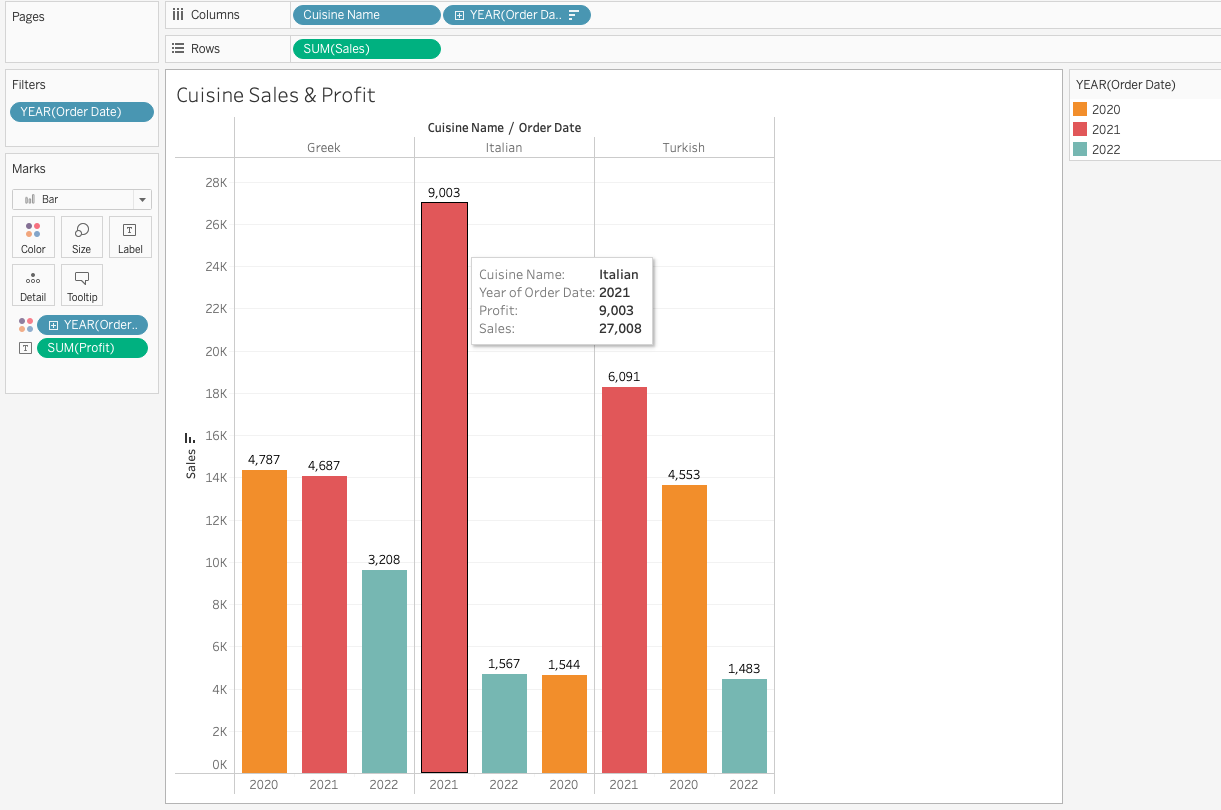 Pages
Columns
Cuisine Name
YEAR(Order Da..
Rows
SUM(Sales)
Filters
YEAR(Order Date)
Marks
Bar
Color
Size
Label
Detail
Tooltip
YEAR(Order..
SUM(Profit)
Cuisine Sales & Profit
Cuisine Name / Order Date
Greek
Italian
Turkish
Sales
28K
26K
24K
22K
20K
18K
16K
14K
12K
10K
8K
6K
4K
2K
0K
4,787
4,687
3,208
9,003
1,567
1,544
6,091
4,553
1,483
Cuisine Name: Italian
Year of Order Date: 2021
Profit: 9,003
Sales: 27,008
2020
2021
2022
2021
2022
2020
2021
2020
2022
YEAR(Order Date)
2020
2021
2022